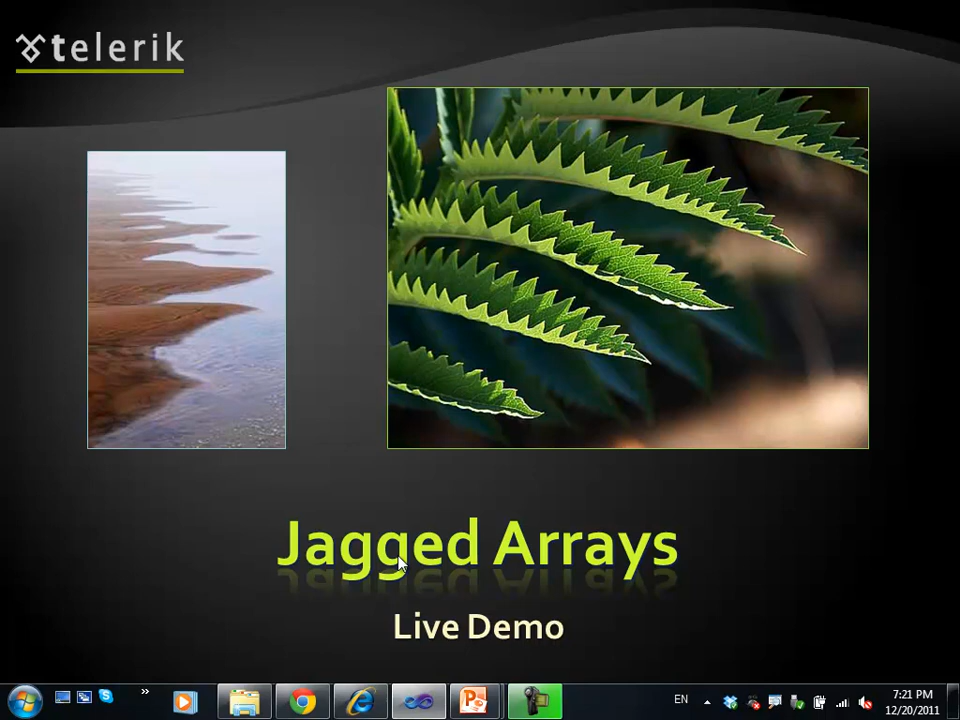 telerik
Jagged Arrays
Live Demo
EN
7:21 PM
12/20/2011